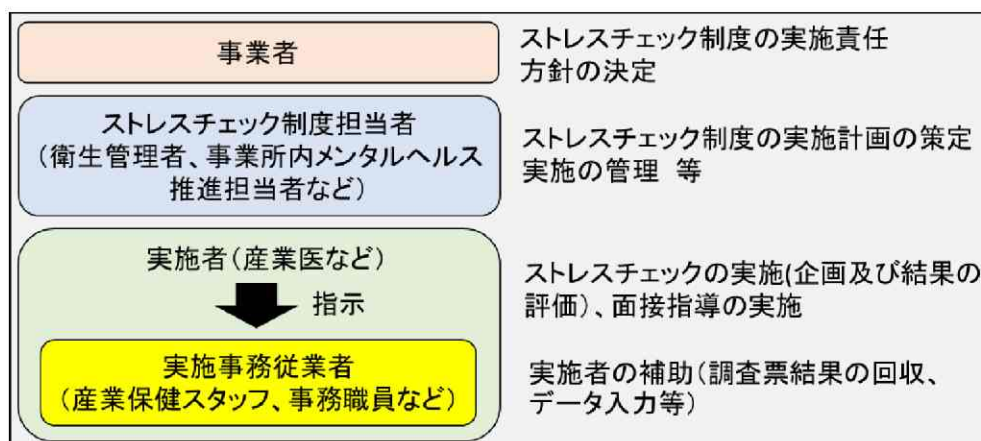 事業者
ストレスチェック制度の実施責任
方針の決定
ストレスチェック制度担当者
(衛生管理者、事業所内メンタルヘルス
推進担当者など)
ストレスチェック制度の実施計画の策定
実施の管理 等
実施者(産業医など)
指示
ストレスチェックの実施(企画及び結果の
評価)、面接指導の実施
実施事務従業者
(産業保健スタッフ、事務職員など)
実施者の補助(調査票結果の回収、
データ入力等)